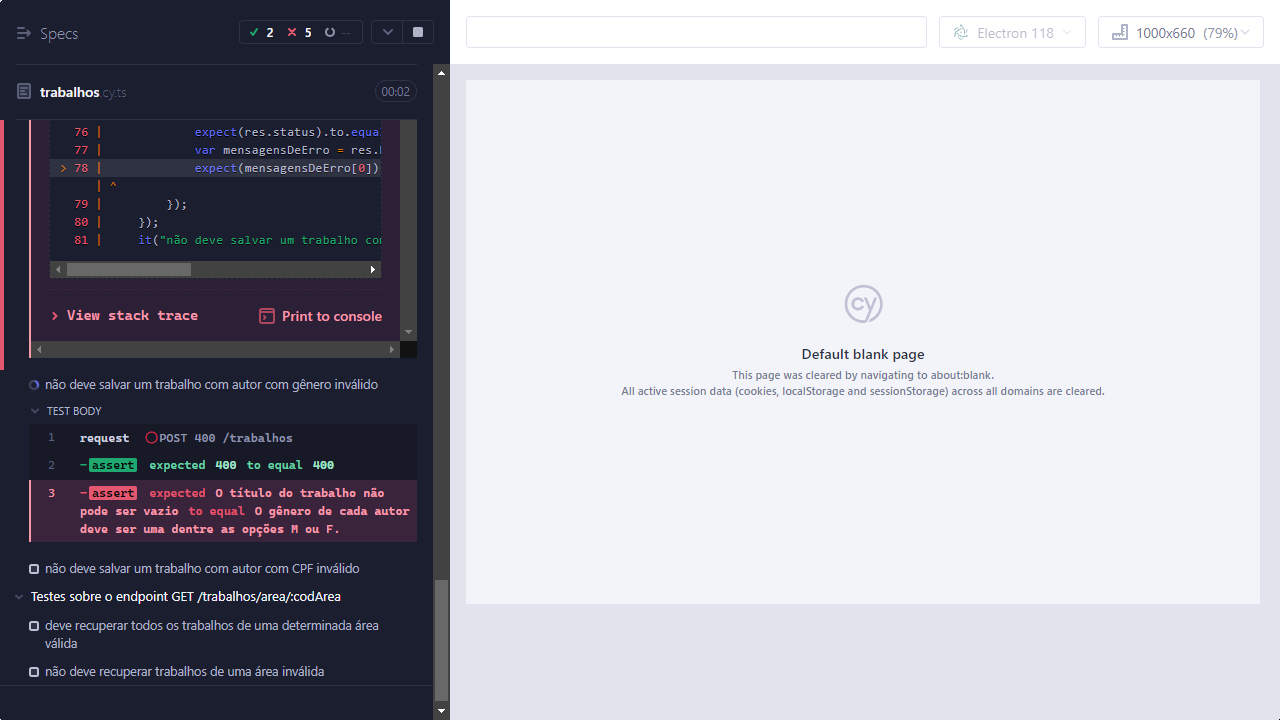 Specs
2
5
--
Electron 118
1000x660 (79%)
trabalhos cy.ts
00:02
76 | expect(res.status).to.equa
77 | var mensagensDeErro = res.
> 78 | expect(mensagensDeErro[0])
| ^
79 | });
80 | });
81 | it("não deve salvar um trabalho co
View stack trace
Print to console
não deve salvar um trabalho com autor com gênero inválido
TEST BODY
1 request POST 400 /trabalhos
2 -assert expected 400 to equal 400
3 -assert expected O título do trabalho não
pode ser vazio to equal O gênero de cada autor
deve ser uma dentre as opções M ou F.
não deve salvar um trabalho com autor com CPF inválido
Testes sobre o endpoint GET /trabalhos/area/:codArea
deve recuperar todos os trabalhos de uma determinada área
válida
não deve recuperar trabalhos de uma área inválida
cy
Default blank page
This page was cleared by navigating to about:blank.
All active session data (cookies, localStorage and sessionStorage) across all domains are cleared.